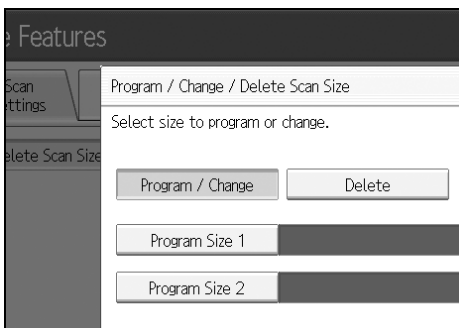 e Features
Scan
ettings
Program / Change / Delete Scan Size
Select size to program or change.
elete Scan Size
Program / Change
Delete
Program Size 1
Program Size 2